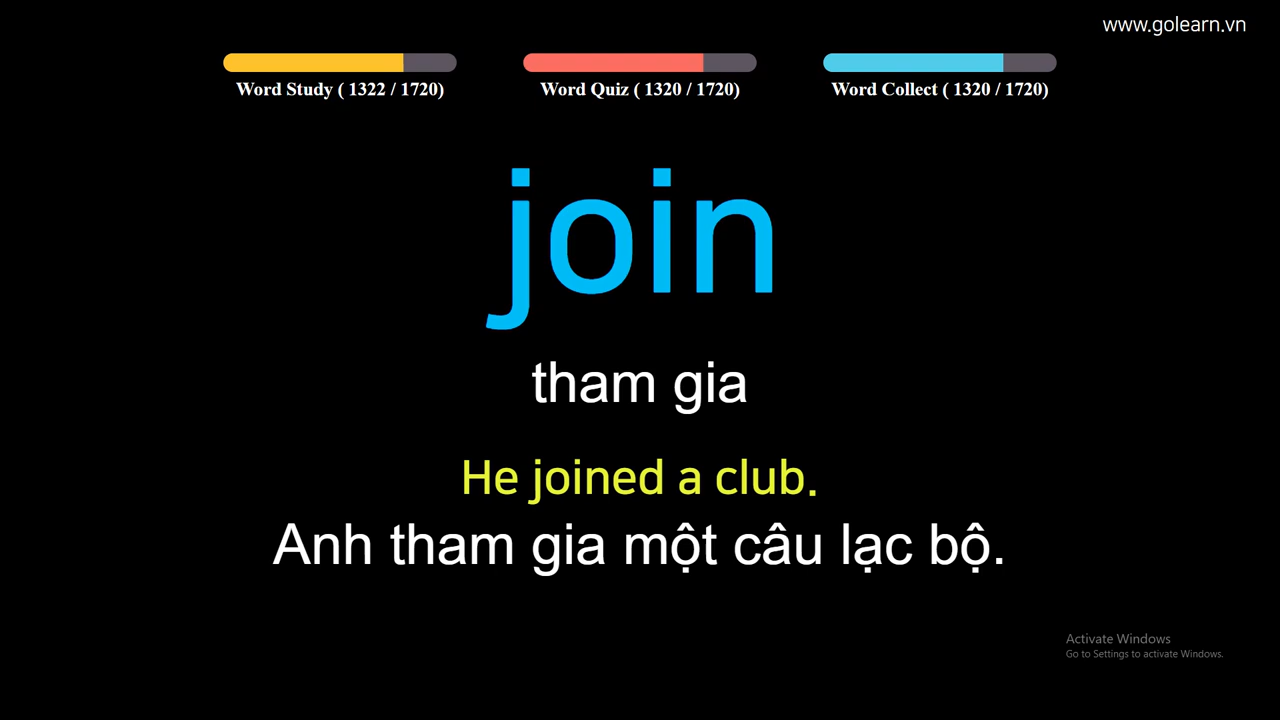 www.golearn.vn
Word Study ( 1322 / 1720) Word Quiz ( 1320 / 1720) Word Collect ( 1320 / 1720)
join
tham gia
He joined a club.
Anh tham gia một câu lạc bộ.
Activate Windows
Go to Settings to activate Windows.